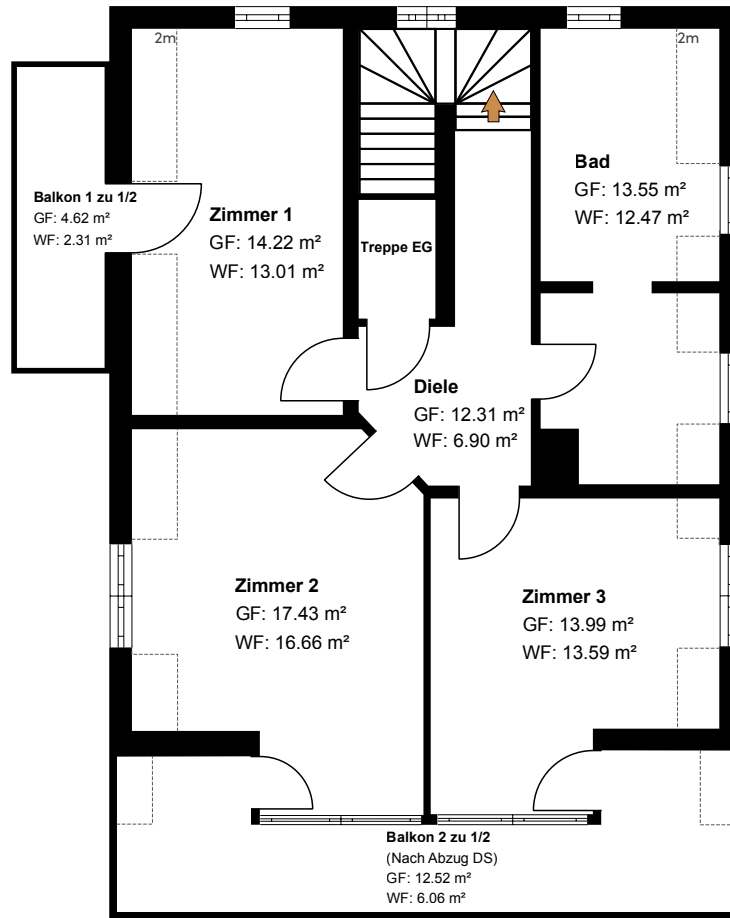 2m
2m
Balkon 1 zu 1/2
GF: 4.62 m²
WF: 2.31 m²
Zimmer 1
GF: 14.22 m²
WF: 13.01 m²
Treppe EG
Bad
GF: 13.55 m²
WF: 12.47 m²
Diele
GF: 12.31 m²
WF: 6.90 m²
Zimmer 2
GF: 17.43 m²
WF: 16.66 m²
Zimmer 3
GF: 13.99 m²
WF: 13.59 m²
Balkon 2 zu 1/2
(Nach Abzug DS)
GF: 12.52 m²
WF: 6.06 m²